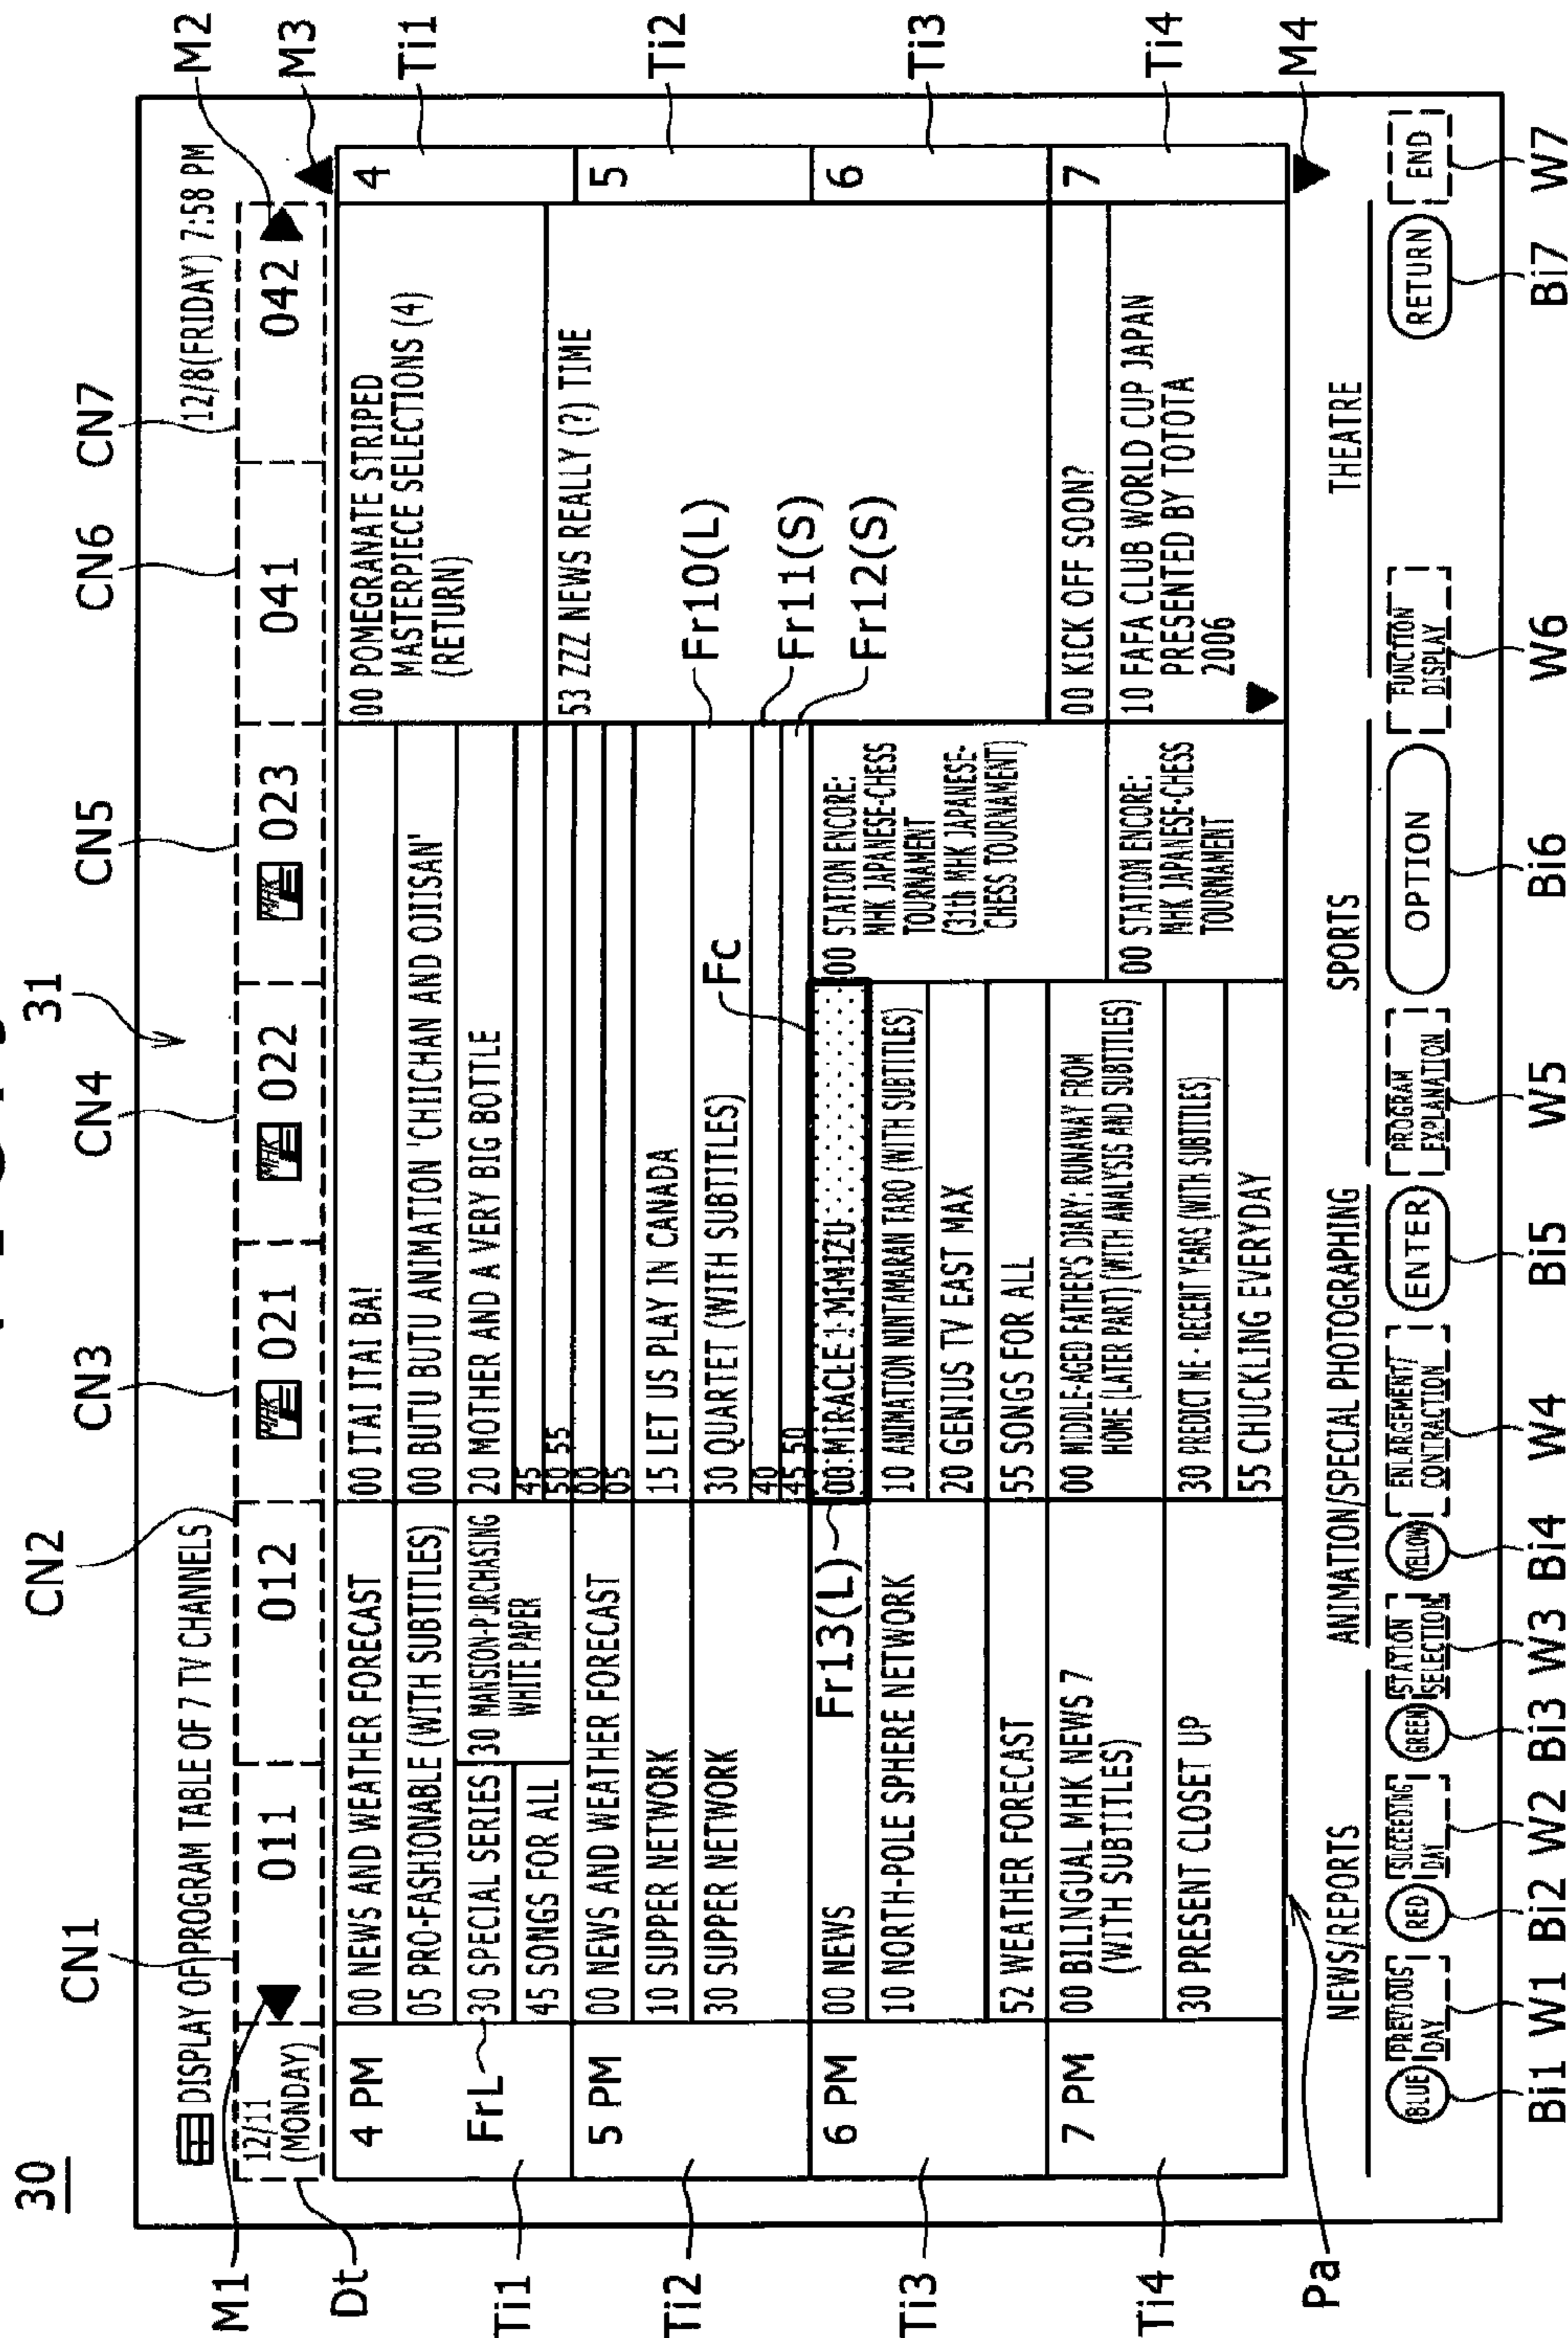 30
31
CN1
CN2
CN3
CN4
CN5
CN6
CN7
M1
M2
M3
DISPLAY OF PROGRAM TABLE OF 7 TV CHANNELS
12/8(FRIDAY) 7:58 PM
12/11
(MONDAY)
011
012
MHK E 021
MHK E 022
MHK E 023
041
042
Dt
Ti1
4 PM
00 NEWS AND WEATHER FORECAST
05 PRO-FASHIONABLE (WITH SUBTITLES)
FrL
30 SPECIAL SERIES
45 SONGS FOR ALL
30 MANSION-PURCHASING
WHITE PAPER
00 ITAI ITAI BA!
00 BUTU BUTU ANIMATION 'CHIICHAN AND OJIISAN'
20 MOTHER AND A VERY BIG BOTTLE
45
50 55
00 POMEGRANATE STRIPED
MASTERPIECE SELECTIONS (4)
(RETURN)
4
Ti1
Ti2
5 PM
00 NEWS AND WEATHER FORECAST
10 SUPPER NETWORK
30 SUPPER NETWORK
00
05
15 LET US PLAY IN CANADA
30 QUARTET (WITH SUBTITLES)
40
45 50
53 ZZZ NEWS REALLY (?) TIME
Fr10(L)
Fr11(S)
Fr12(S)
Fc
5
Ti2
Ti3
6 PM
00 NEWS
10 NORTH-POLE SPHERE NETWORK
52 WEATHER FORECAST
Fr13(L)
00:MIRACLE-1-MIMIZU
10 ANIMATION NINTAMARAN TARO (WITH SUBTITLES)
20 GENIUS TV EAST MAX
55 SONGS FOR ALL
00 STATION ENCORE:
MHK JAPANESE-CHESS
TOURNAMENT
(31th MHK JAPANESE-
CHESS TOURNAMENT)
6
Ti3
Ti4
7 PM
00 BILINGUAL MHK NEWS 7
(WITH SUBTITLES)
30 PRESENT CLOSET UP
00 MIDDLE-AGED FATHER'S DIARY: RUNAWAY FROM
HOME (LATER PART) (WITH ANALYSIS AND SUBTITLES)
30 PREDICT ME · RECENT YEARS (WITH SUBTITLES)
55 CHUCKLING EVERYDAY
00 STATION ENCORE:
MHK JAPANESE-CHESS
TOURNAMENT
00 KICK OFF SOON?
10 FAFA CLUB WORLD CUP JAPAN
PRESENTED BY TOTOTA
2006
7
Ti4
M4
Pa
NEWS/REPORTS
ANIMATION/SPECIAL PHOTOGRAPHING
SPORTS
THEATRE
BLUE
PREVIOUS
DAY
RED
SUCCEEDING
DAY
GREEN
STATION
SELECTION
YELLOW
ENLARGEMENT/
CONTRACTION
ENTER
PROGRAM
EXPLANATION
OPTION
FUNCTION
DISPLAY
RETURN
END
Bi1
W1
Bi2
W2
Bi3
W3
Bi4
W4
Bi5
W5
Bi6
W6
Bi7
W7